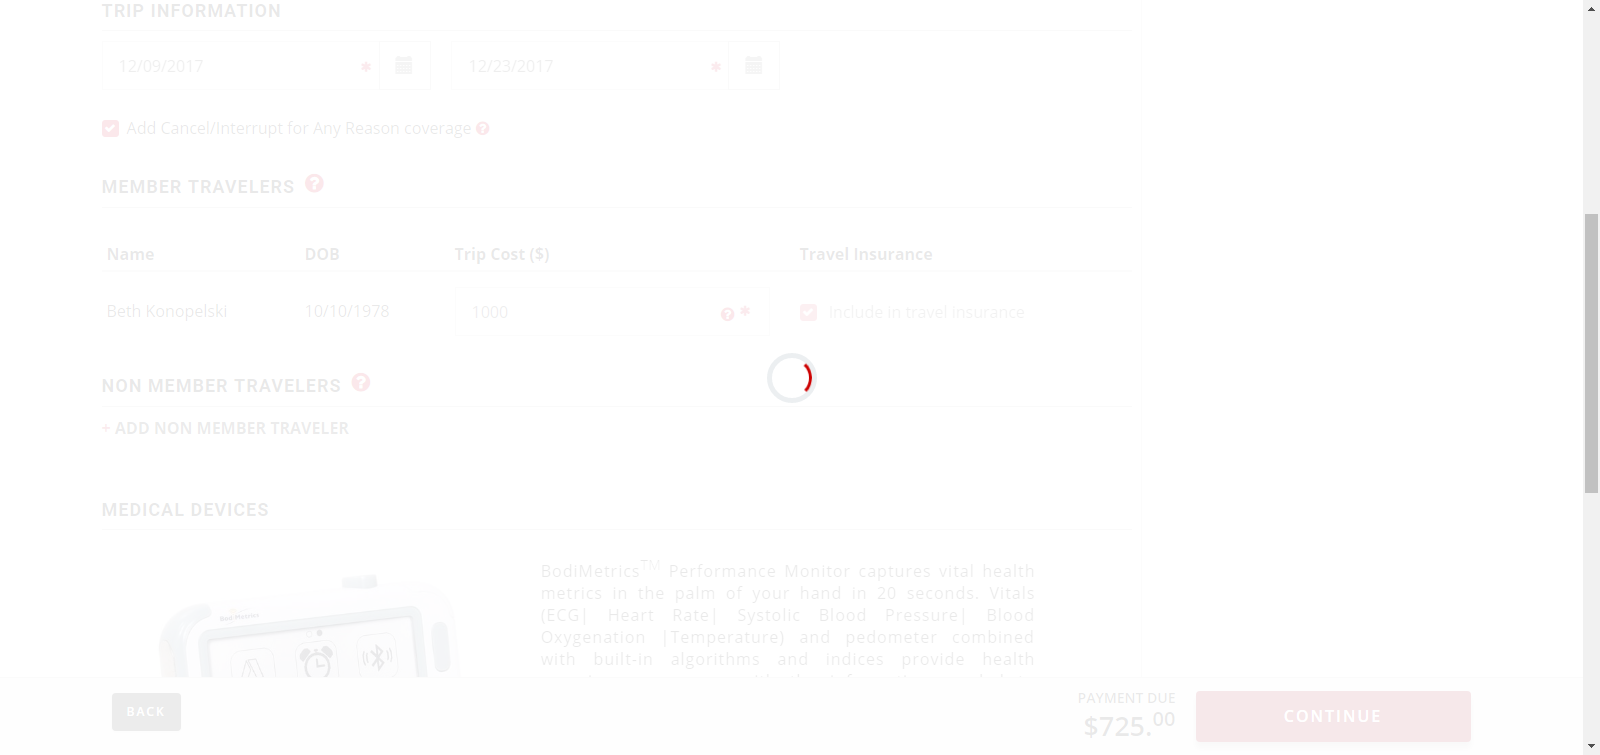 TRIP INFORMATION
12/09/2017 * 12/23/2017 *
Add Cancel/Interrupt for Any Reason coverage ?
MEMBER TRAVELERS ?
Name DOB Trip Cost ($) Travel Insurance
Beth Konopelski 10/10/1978 1000 ? * Include in travel insurance
NON MEMBER TRAVELERS ?
+ ADD NON MEMBER TRAVELER
MEDICAL DEVICES
BodiMetrics™ Performance Monitor captures vital health
metrics in the palm of your hand in 20 seconds. Vitals
(ECG| Heart Rate| Systolic Blood Pressure| Blood
Oxygenation |Temperature) and pedometer combined
with built-in algorithms and indices provide health
Bodi Metrics
BACK
PAYMENT DUE
$725.00
CONTINUE